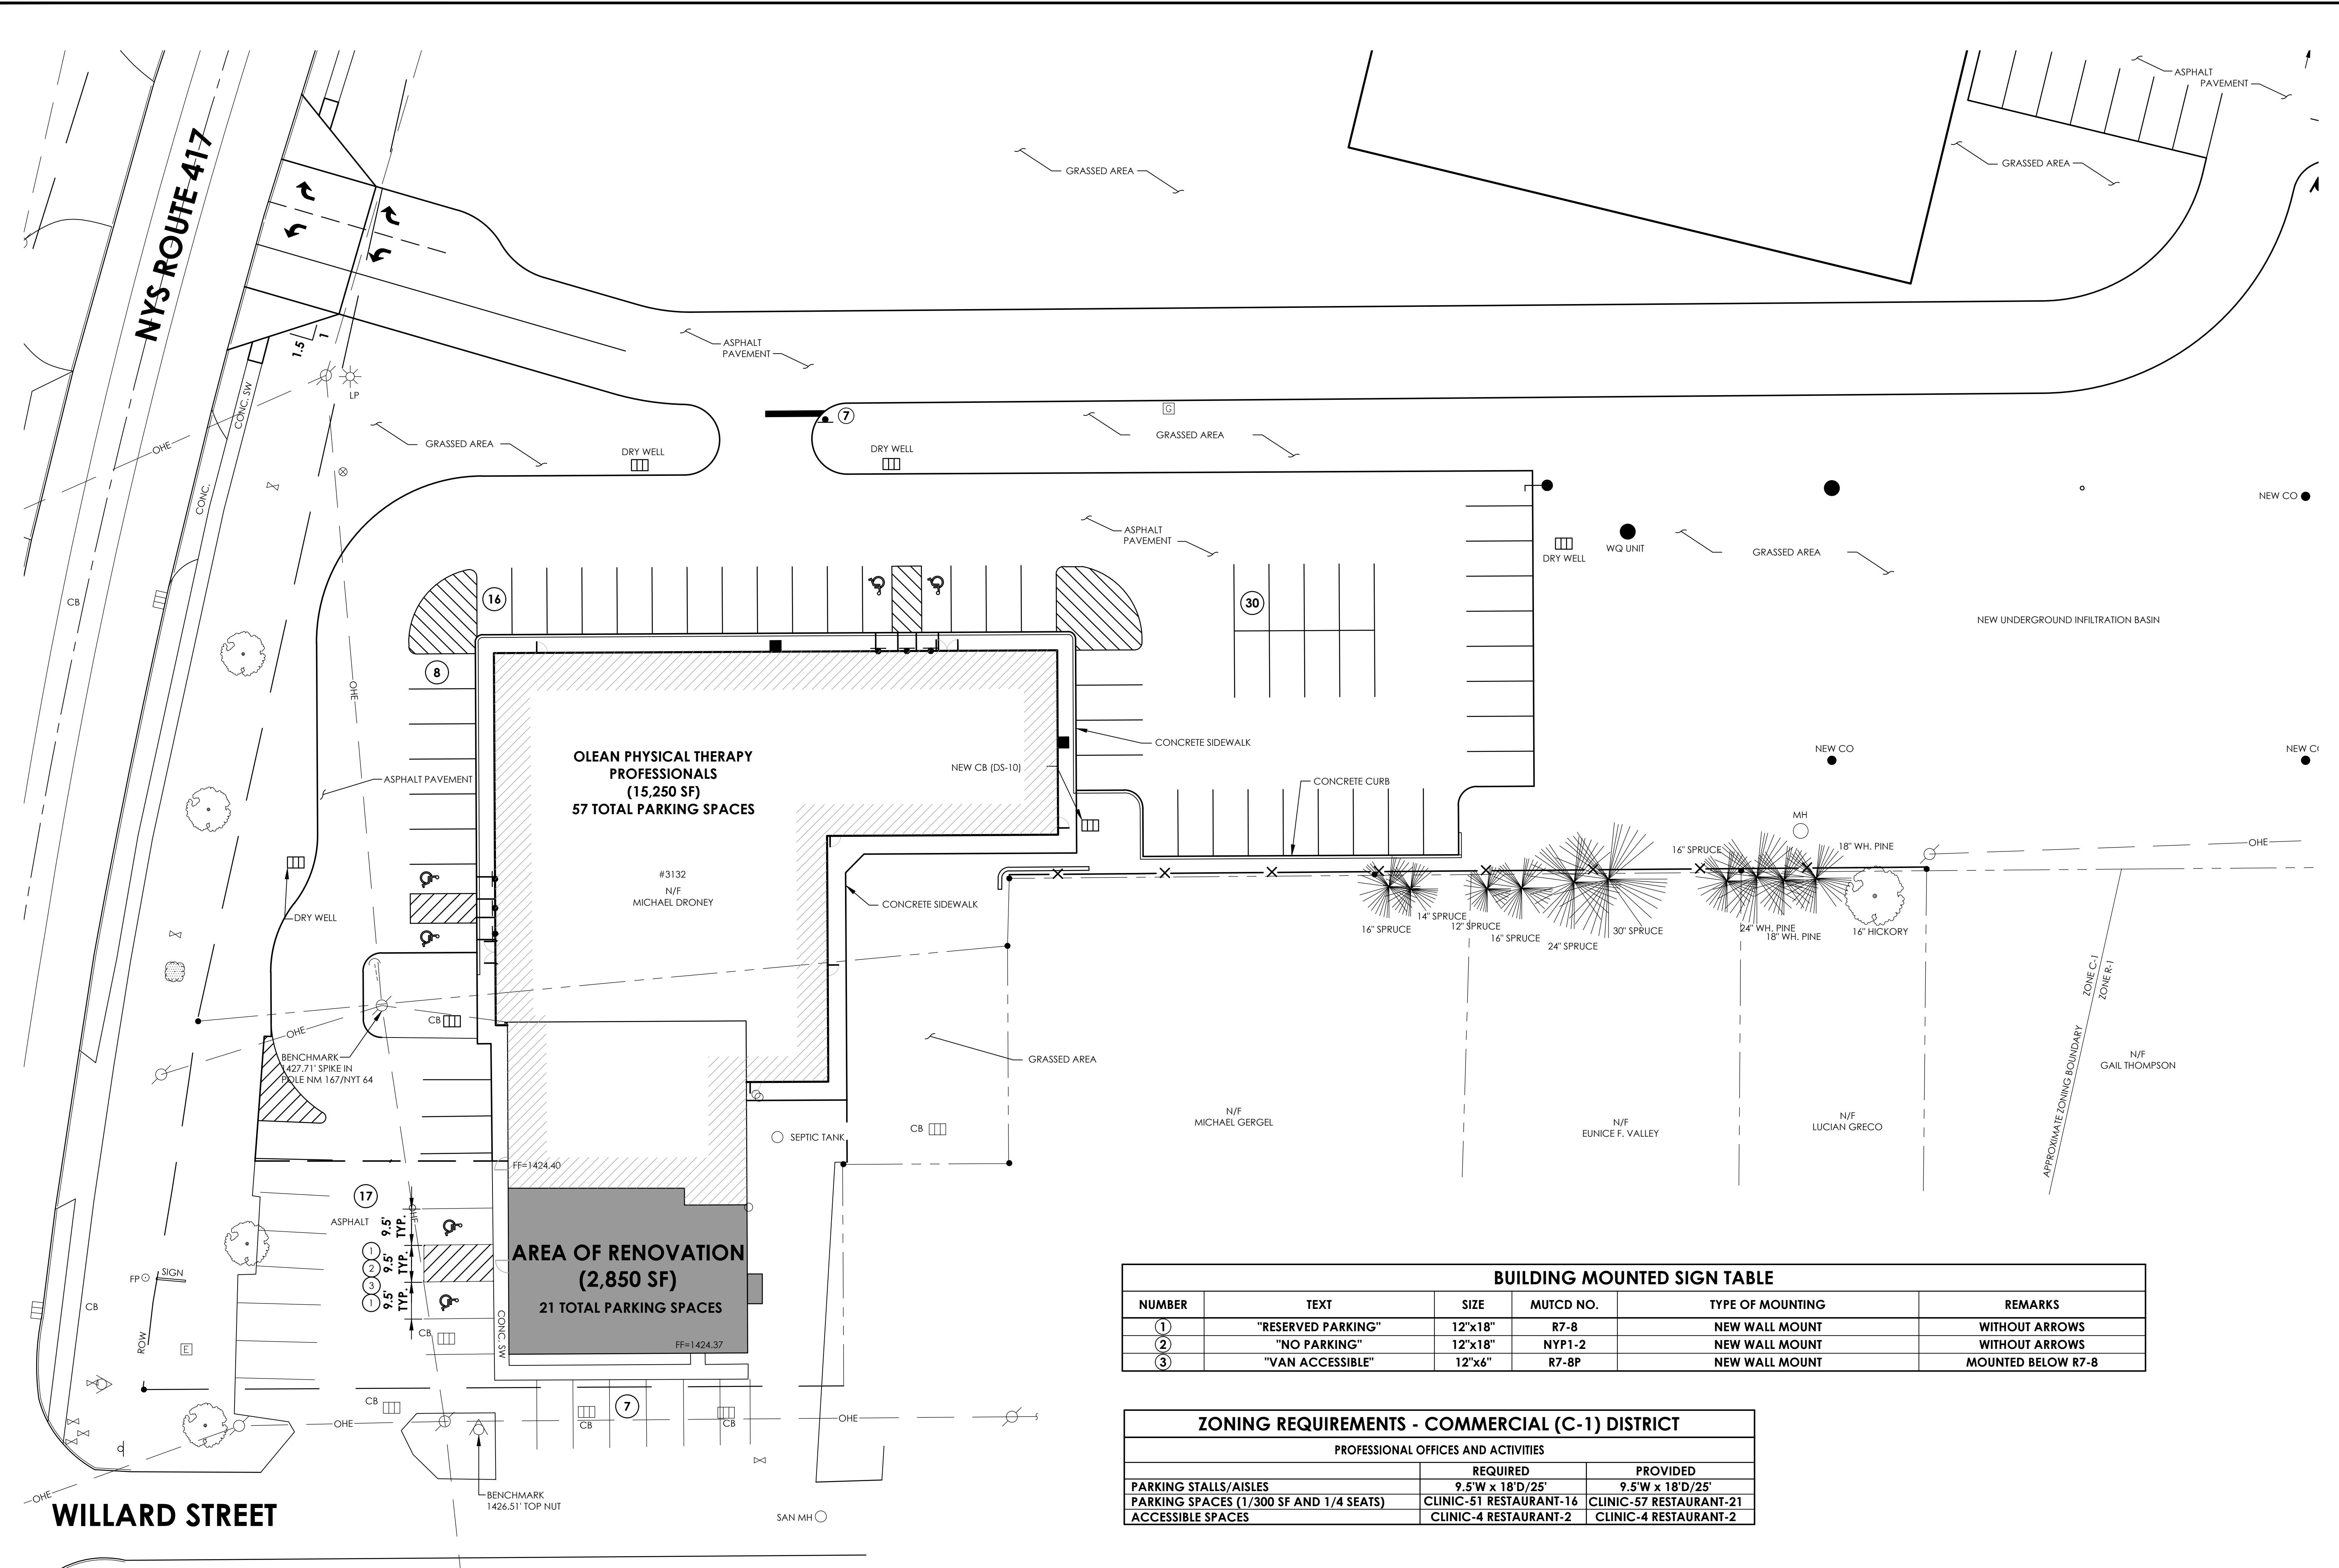 ASPHALT
PAVEMENT
GRASSED AREA
GRASSED AREA
NYS ROUTE 417
1.5
1
ASPHALT
PAVEMENT
LP
CONC. SW
OHE
GRASSED AREA
DRY WELL
7
DRY WELL
G
GRASSED AREA
CONC.
NEW CO
ASPHALT
PAVEMENT
DRY WELL
WQ UNIT
GRASSED AREA
CB
16
30
NEW UNDERGROUND INFILTRATION BASIN
8
OHE
OLEAN PHYSICAL THERAPY
PROFESSIONALS
(15,250 SF)
57 TOTAL PARKING SPACES
NEW CB (DS-10)
CONCRETE SIDEWALK
NEW CO
ASPHALT PAVEMENT
CONCRETE CURB
MH
16" SPRUCE
18" WH. PINE
OHE
#3132
N/F
MICHAEL DRONEY
CONCRETE SIDEWALK
DRY WELL
16" SPRUCE
14" SPRUCE
12" SPRUCE
16" SPRUCE
24" SPRUCE
30" SPRUCE
24" WH. PINE
18" WH. PINE
16" HICKORY
ZONE C-1
ZONE R-1
APPROXIMATE ZONING BOUNDARY
CB
OHE
BENCHMARK
1427.71' SPIKE IN
POLE NM 167/NYT 64
GRASSED AREA
N/F
GAIL THOMPSON
N/F
MICHAEL GERGEL
N/F
EUNICE F. VALLEY
N/F
LUCIAN GRECO
SEPTIC TANK
CB
FF=1424.40
17
ASPHALT
OHE
9.5'
TYP.
9.5'
TYP.
9.5'
TYP.
1
2
3
1
AREA OF RENOVATION
(2,850 SF)
21 TOTAL PARKING SPACES
FF=1424.37
CONC. SW
CB
FP
SIGN
CB
ROW
E
BUILDING MOUNTED SIGN TABLE
NUMBER TEXT SIZE MUTCD NO. TYPE OF MOUNTING REMARKS
1 "RESERVED PARKING" 12"x18" R7-8 NEW WALL MOUNT WITHOUT ARROWS
2 "NO PARKING" 12"x18" NYP1-2 NEW WALL MOUNT WITHOUT ARROWS
3 "VAN ACCESSIBLE" 12"x6" R7-8P NEW WALL MOUNT MOUNTED BELOW R7-8
CB
OHE
CB
7
CB
OHE
ZONING REQUIREMENTS - COMMERCIAL (C-1) DISTRICT
PROFESSIONAL OFFICES AND ACTIVITIES
REQUIRED PROVIDED
PARKING STALLS/AISLES 9.5'W x 18'D/25' 9.5'W x 18'D/25'
PARKING SPACES (1/300 SF AND 1/4 SEATS) CLINIC-51 RESTAURANT-16 CLINIC-57 RESTAURANT-21
ACCESSIBLE SPACES CLINIC-4 RESTAURANT-2 CLINIC-4 RESTAURANT-2
BENCHMARK
1426.51' TOP NUT
OHE
WILLARD STREET
SAN MH